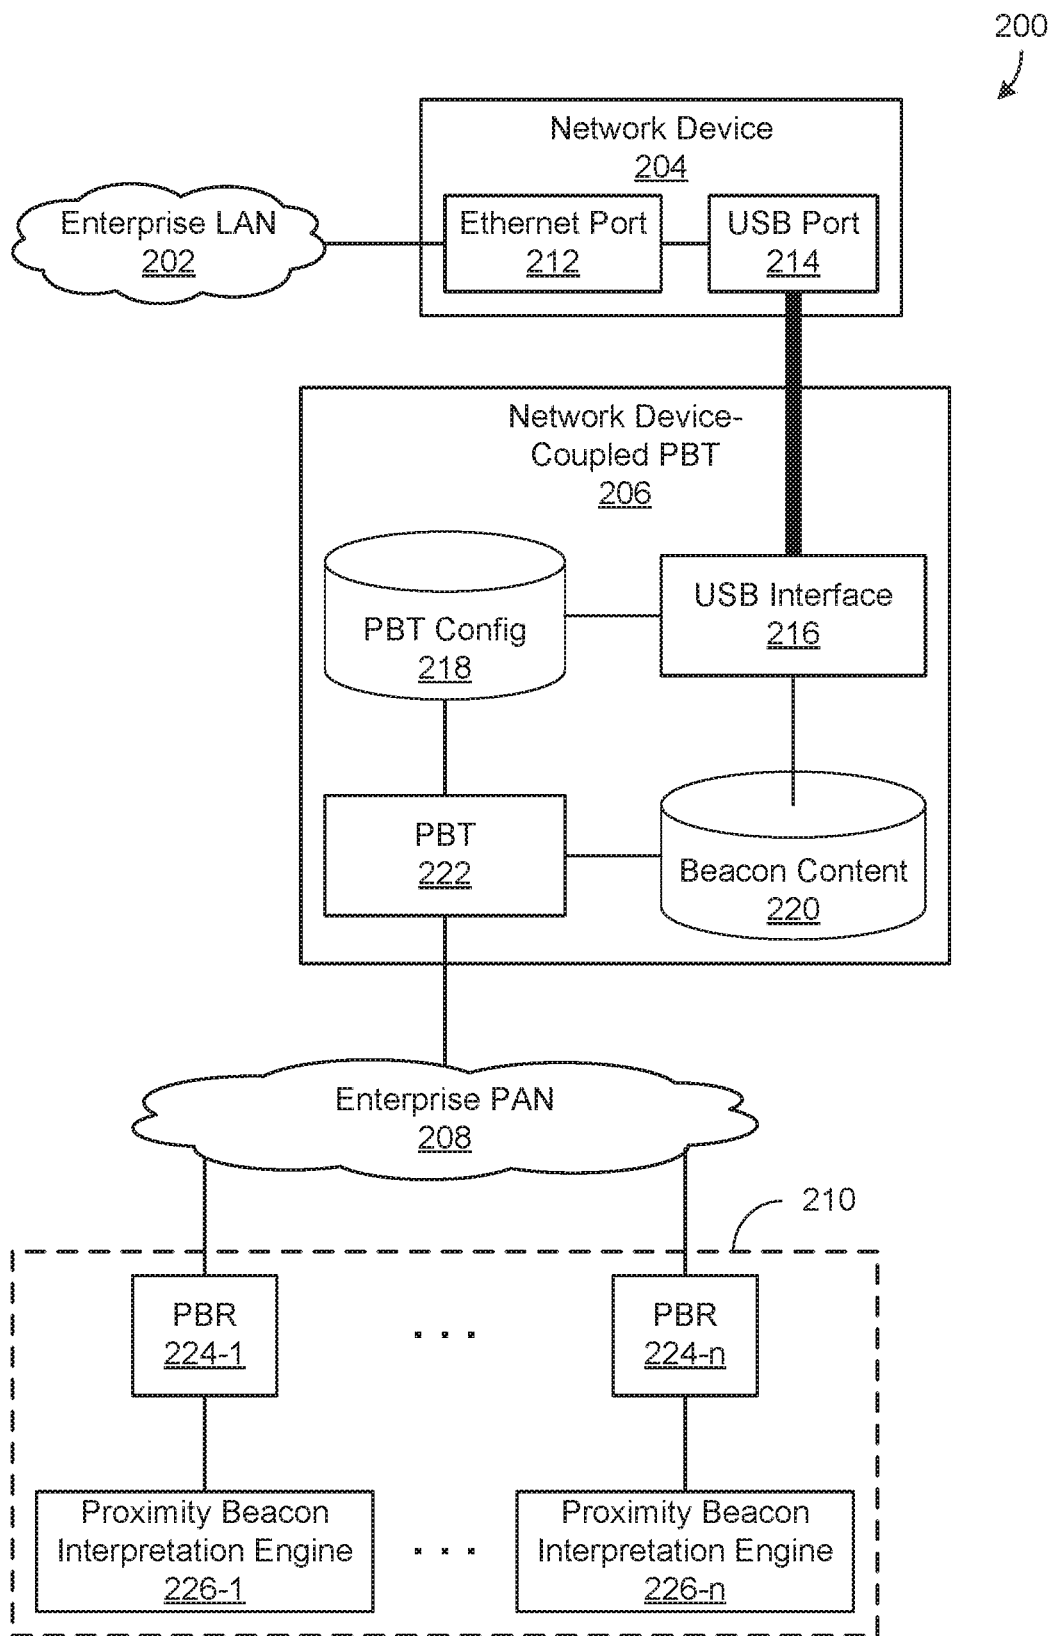 200
Network Device
204
Enterprise LAN
202
Ethernet Port
212
USB Port
214
Network Device-
Coupled PBT
206
USB Interface
216
PBT Config
218
PBT
222
Beacon Content
220
Enterprise PAN
208
210
PBR
224-1
. . .
PBR
224-n
Proximity Beacon
Interpretation Engine
226-1
. . .
Proximity Beacon
Interpretation Engine
226-n